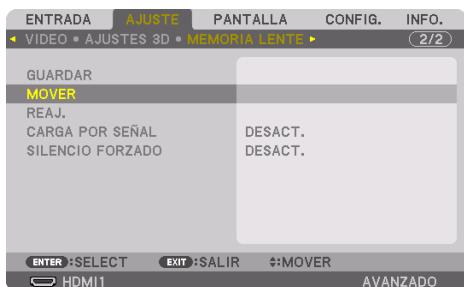 ENTRADA AJUSTE PANTALLA CONFIG. INFO.
VIDEO • AJUSTES 3D • MEMORIA LENTE 2/2
GUARDAR
MOVER
REAJ.
CARGA POR SEÑAL DESACT.
SILENCIO FORZADO DESACT.
ENTER :SELECT EXIT :SALIR :MOVER
HDMI1 AVANZADO